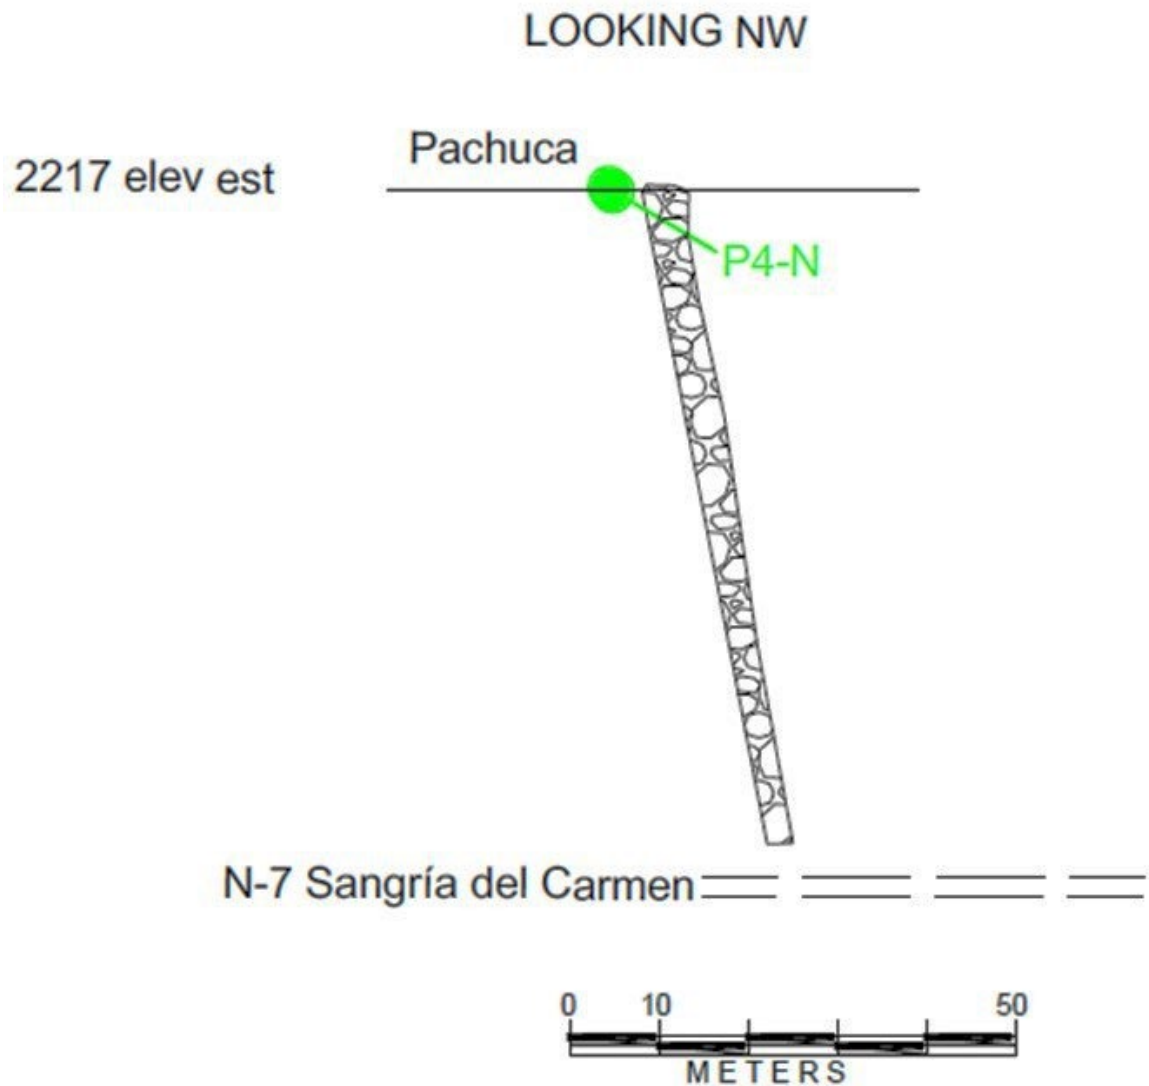 LOOKING NW
Pachuca
2217 elev est
P4-N
N-7 Sangría del Carmen
0 10 50
METERS